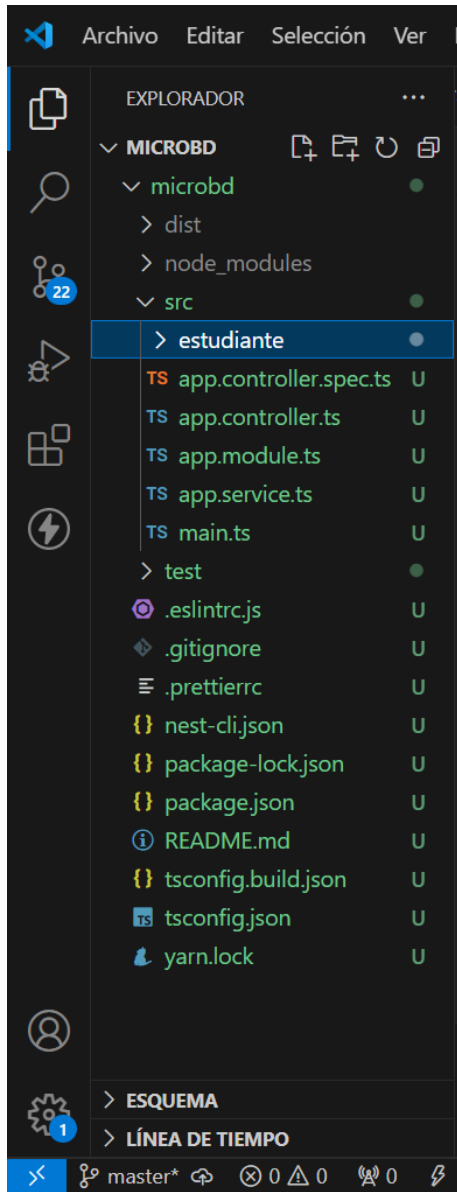 Archivo Editar Selección Ver
EXPLORADOR ...
MICROBD
microbd
dist
node_modules
src
22
estudiante
TS app.controller.spec.ts U
TS app.controller.ts U
TS app.module.ts U
TS app.service.ts U
TS main.ts U
test
.eslintrc.js U
.gitignore U
.prettierrc U
{} nest-cli.json U
{} package-lock.json U
{} package.json U
README.md U
{} tsconfig.build.json U
TS tsconfig.json U
yarn.lock U
ESQUEMA
1
LÍNEA DE TIEMPO
master* 0 0 0